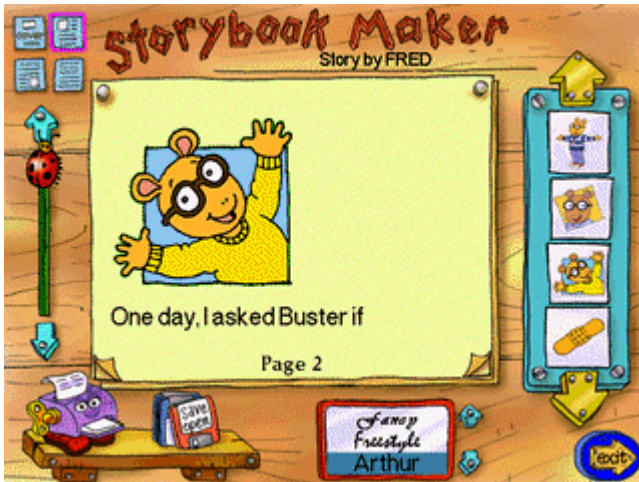 cover
Storybook Maker
Story by FRED
One day, I asked Buster if
Page 2
Save
open
Fancy
Freestyle
Arthur
exit